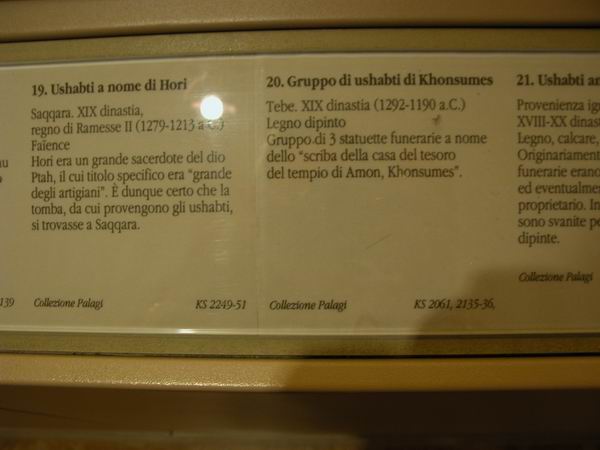 19. Ushabti a nome di Hori
Saqqara. XIX dinastia,
regno di Ramesse II (1279-1213 a.C.)
Faïence
Hori era un grande sacerdote del dio
Ptah, il cui titolo specifico era “grande
degli artigiani”. È dunque certo che la
tomba, da cui provengono gli ushabti,
si trovasse a Saqqara.
139
Collezione Palagi
KS 2249-51
20. Gruppo di ushabti di Khonsumes
Tebe. XIX dinastia (1292-1190 a.C.)
Legno dipinto
Gruppo di 3 statuette funerarie a nome
dello “scriba della casa del tesoro
del tempio di Amon, Khonsumes”.
Collezione Palagi
KS 2061, 2135-36,
21. Ushabti
Provenienza
XVIII-XX
Legno, calcare,
funerarie erano
ed
proprietario. In
sono svanite
dipinte.
Collezione Palagi